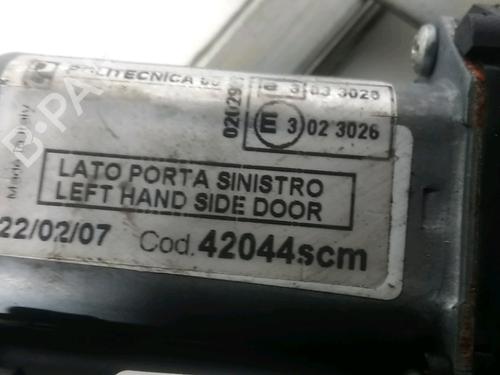 POLITECNICA 80
e 3 03 3026
E 3 02 3026
Made in Italy
LATO PORTA SINISTRO
LEFT HAND SIDE DOOR
22/02/07 Cod. 42044scm
B-PA